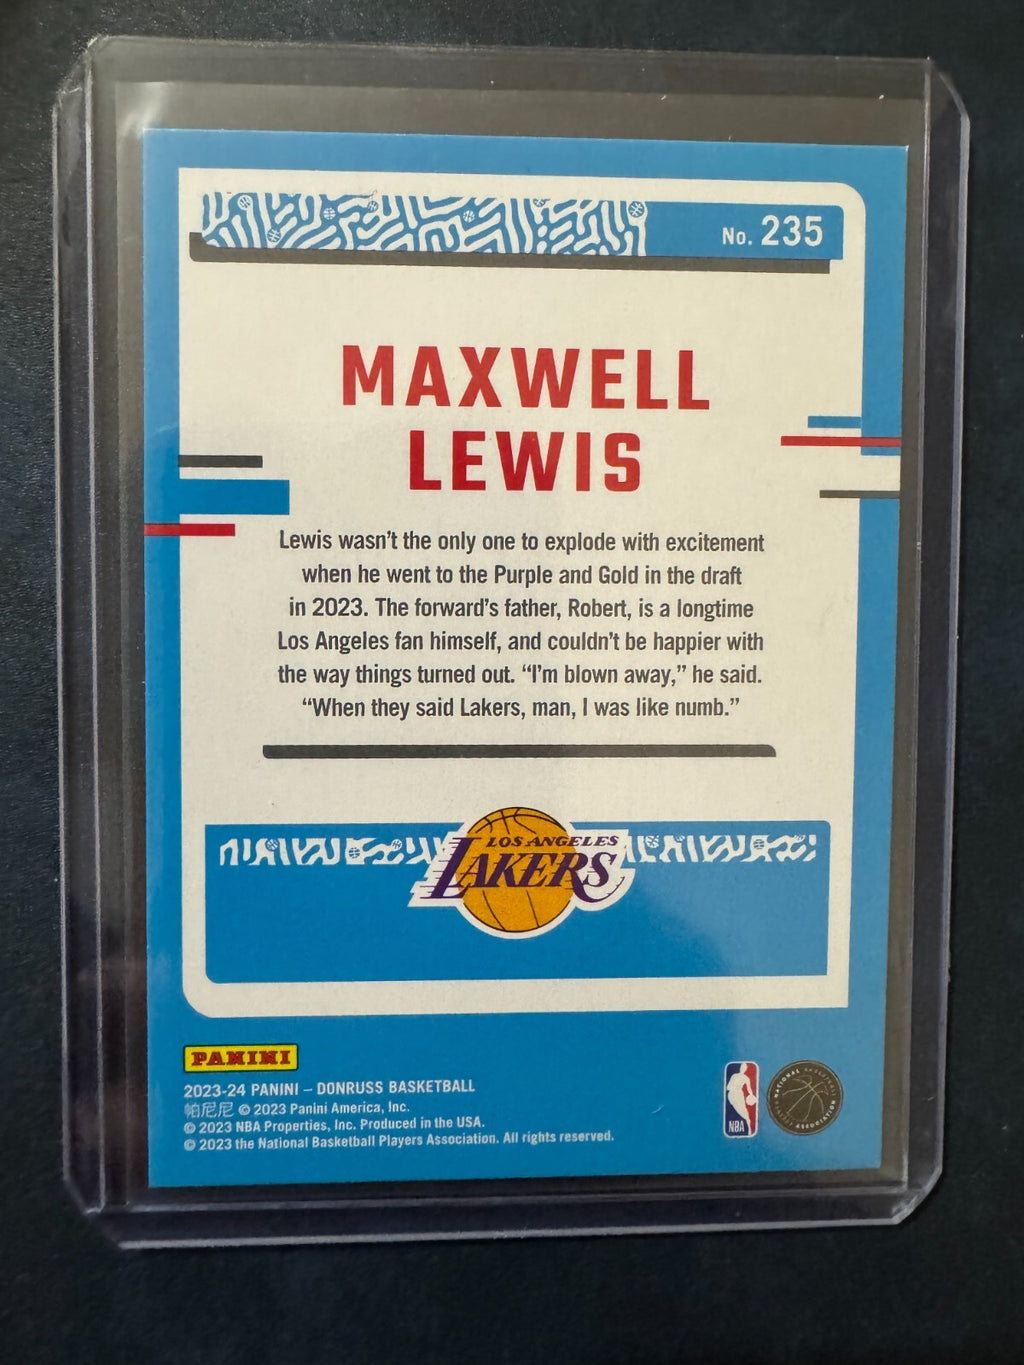 No. 235
MAXWELL
LEWIS
Lewis wasn't the only one to explode with excitement
when he went to the Purple and Gold in the draft
in 2023. The forward's father, Robert, is a longtime
Los Angeles fan himself, and couldn't be happier with
the way things turned out. “I'm blown away,” he said.
“When they said Lakers, man, I was like numb.”
LOS ANGELES
LAKERS
PANINI
2023-24 PANINI – DONRUSS BASKETBALL
帕尼尼 © 2023 Panini America, Inc.
© 2023 NBA Properties, Inc. Produced in the USA.
© 2023 the National Basketball Players Association. All rights reserved.
NBA
NATIONAL BASKETBALL
PLAYERS ASSOCIATION